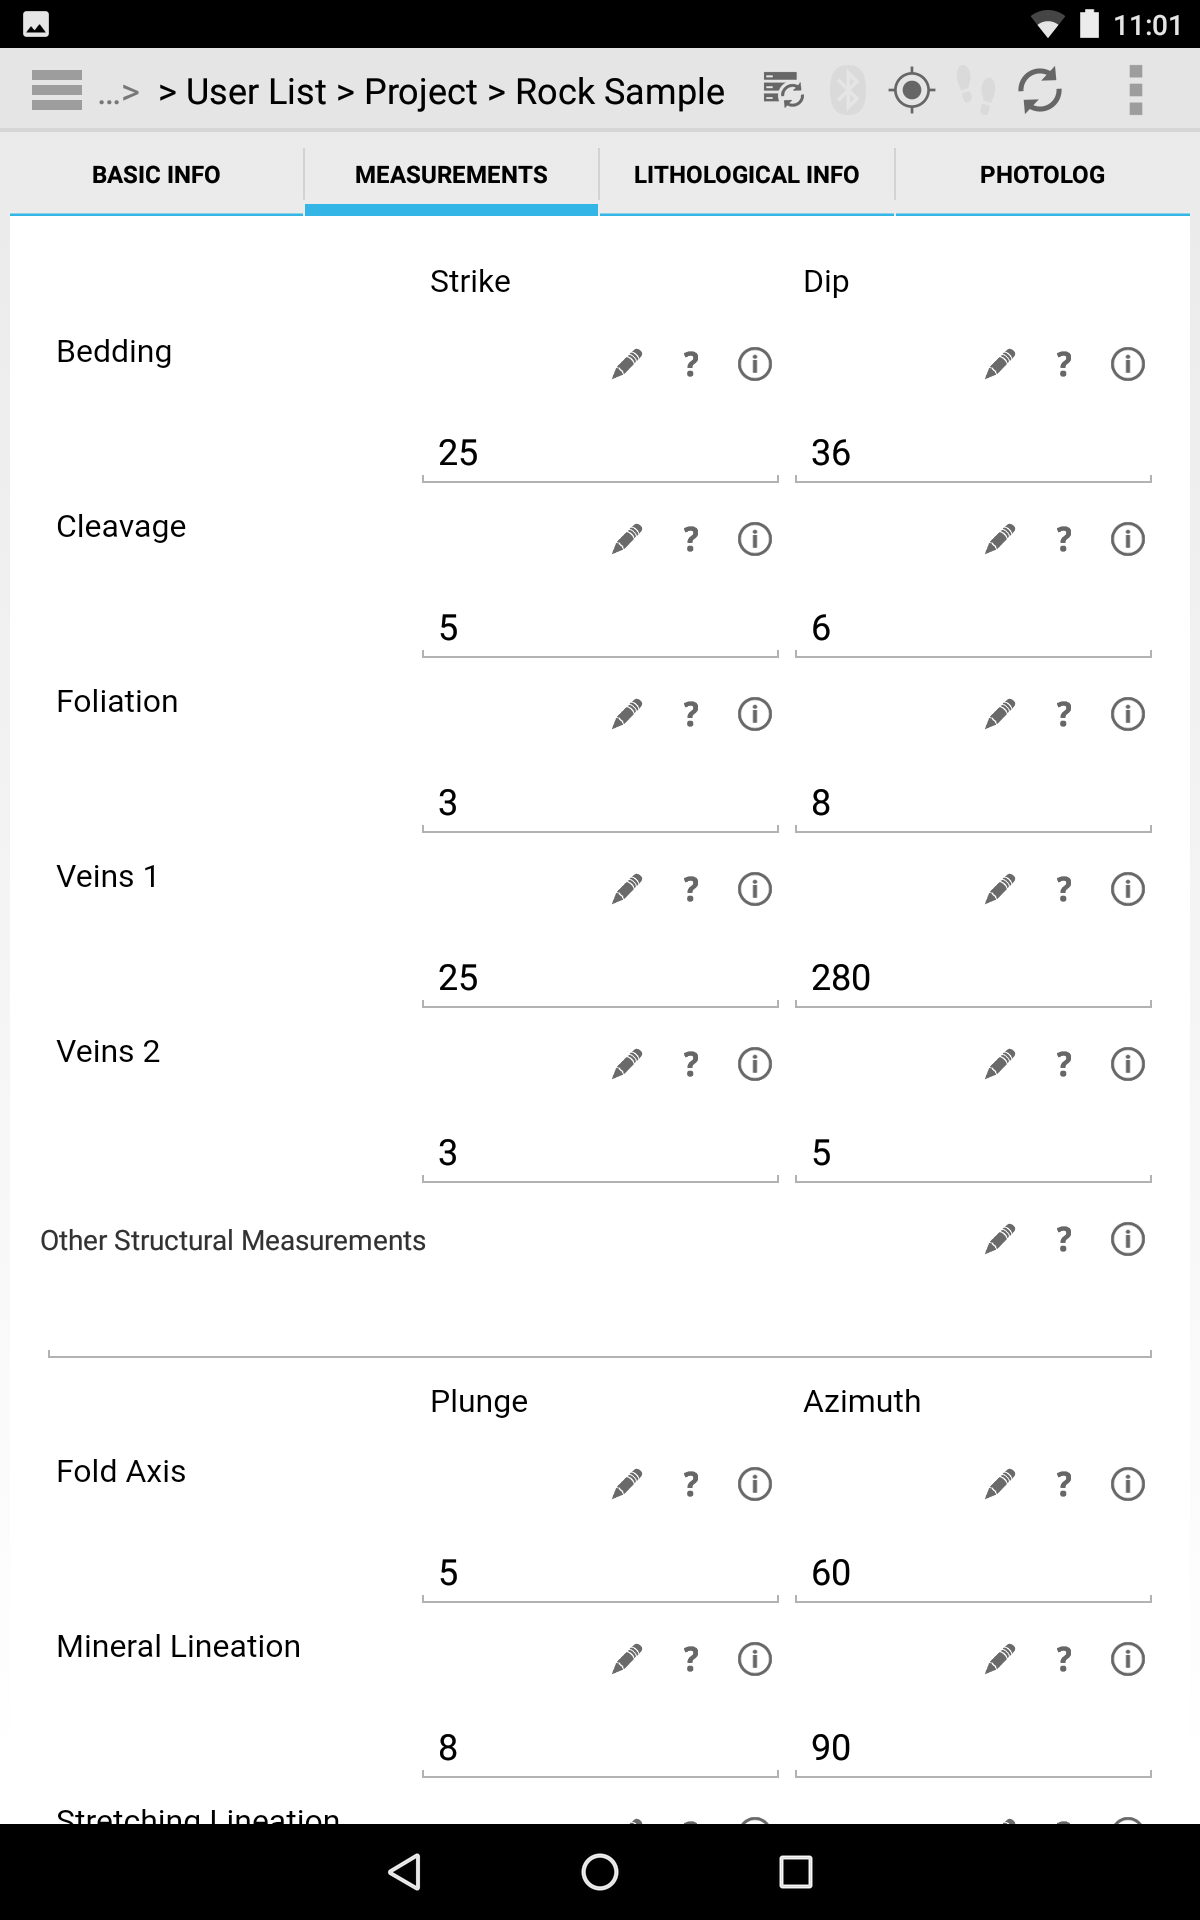 11:01
...> > User List > Project > Rock Sample
BASIC INFO MEASUREMENTS LITHOLOGICAL INFO PHOTOLOG
Strike Dip
Bedding ? ?
25 36
Cleavage ? ?
5 6
Foliation ? ?
3 8
Veins 1 ? ?
25 280
Veins 2 ? ?
3 5
Other Structural Measurements ?
Plunge Azimuth
Fold Axis ? ?
5 60
Mineral Lineation ? ?
8 90
Stretching Lineation